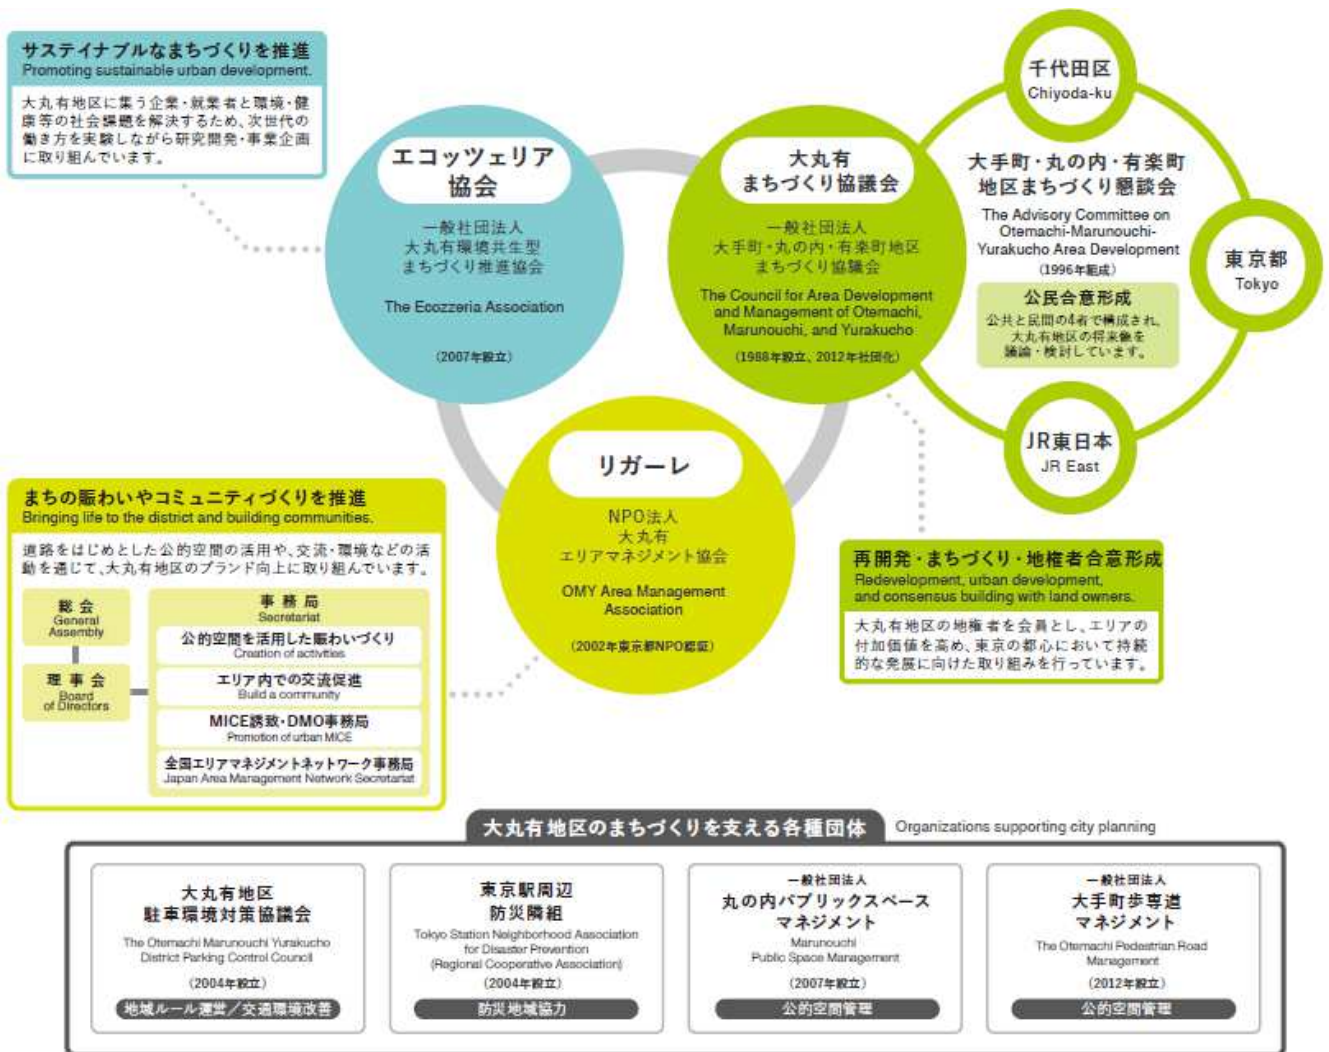 サステイナブルなまちづくりを推進
Promoting sustainable urban development.
大丸有地区に集う企業・就業者と環境・健
康等の社会課題を解決するため、次世代の
働き方を実験しながら研究開発・事業企画
に取り組んでいます。
エコッツェリア
協会
一般社団法人
大丸有環境共生型
まちづくり推進協会
The Ecozzeria Association
（2007年設立）
大丸有
まちづくり協議会
一般社団法人
大手町・丸の内・有楽町地区
まちづくり協議会
The Council for Area Development
and Management of Otemachi,
Marunouchi, and Yurakucho
（1988年設立、2012年社団化）
千代田区
Chiyoda-ku
大手町・丸の内・有楽町
地区まちづくり懇談会
The Advisory Committee on
Otemachi-Marunouchi-
Yurakucho Area Development
（1996年組成）
公民合意形成
公共と民間の4者で構成され、
大丸有地区の将来像を
議論・検討しています。
東京都
Tokyo
JR東日本
JR East
リガーレ
NPO法人
大丸有
エリアマネジメント協会
OMY Area Management
Association
（2002年東京都NPO認証）
まちの賑わいやコミュニティづくりを推進
Bringing life to the district and building communities.
道路をはじめとした公的空間の活用や、交流・環境などの活
動を通じて、大丸有地区のブランド向上に取り組んでいます。
総会
General
Assembly
理事会
Board
of Directors
事務局
Secretariat
公的空間を活用した賑わいづくり
Creation of activities
エリア内での交流促進
Build a community
MICE誘致・DMO事務局
Promotion of urban MICE
全国エリアマネジメントネットワーク事務局
Japan Area Management Network Secretariat
再開発・まちづくり・地権者合意形成
Redevelopment, urban development,
and consensus building with land owners.
大丸有地区の地権者を会員とし、エリアの
付加価値を高め、東京の都心において持続
的な発展に向けた取り組みを行っています。
大丸有地区のまちづくりを支える各種団体
Organizations supporting city planning
大丸有地区
駐車環境対策協議会
The Otemachi Marunouchi Yurakucho
District Parking Control Council
（2004年設立）
地域ルール運営／交通環境改善
東京駅周辺
防災隣組
Tokyo Station Neighborhood Association
for Disaster Prevention
(Regional Cooperative Association)
（2004年設立）
防災地域協力
一般社団法人
丸の内パブリックスペース
マネジメント
Marunouchi
Public Space Management
（2007年設立）
公的空間管理
一般社団法人
大手町歩専道
マネジメント
The Otemachi Pedestrian Road
Management
（2012年設立）
公的空間管理